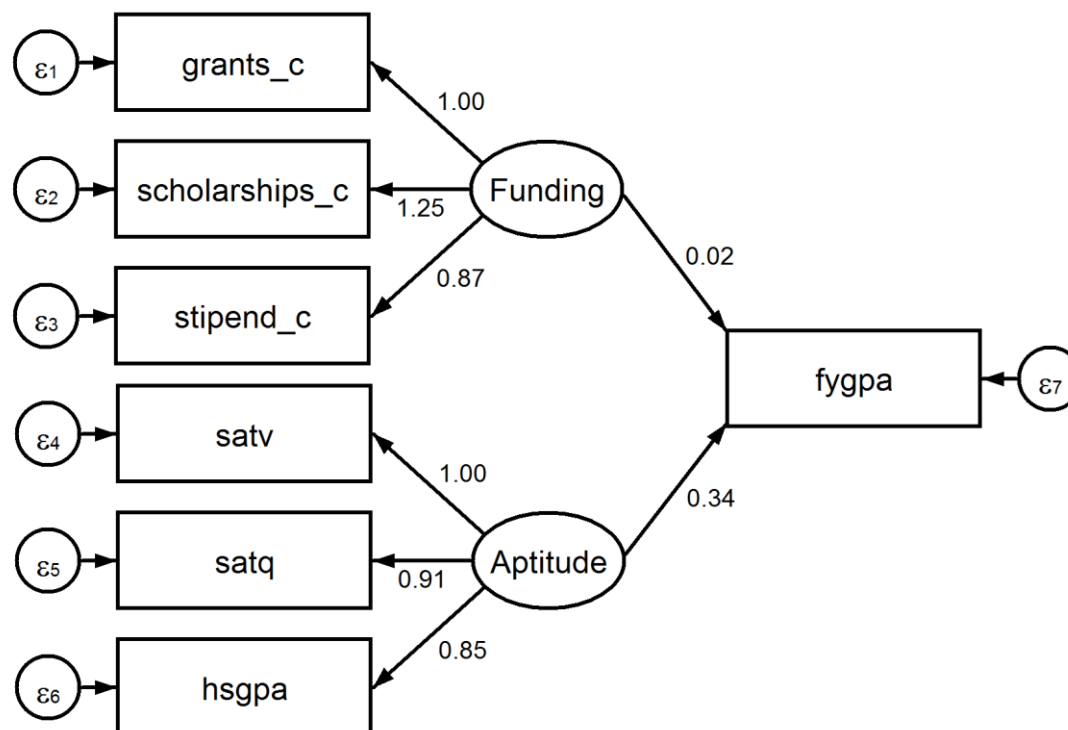 ε1
grants_c
1.00
ε2
scholarships_c
1.25
Funding
0.87
0.02
ε3
stipend_c
fygpa
ε7
ε4
satv
1.00
0.34
ε5
satq
0.91
Aptitude
0.85
ε6
hsgpa